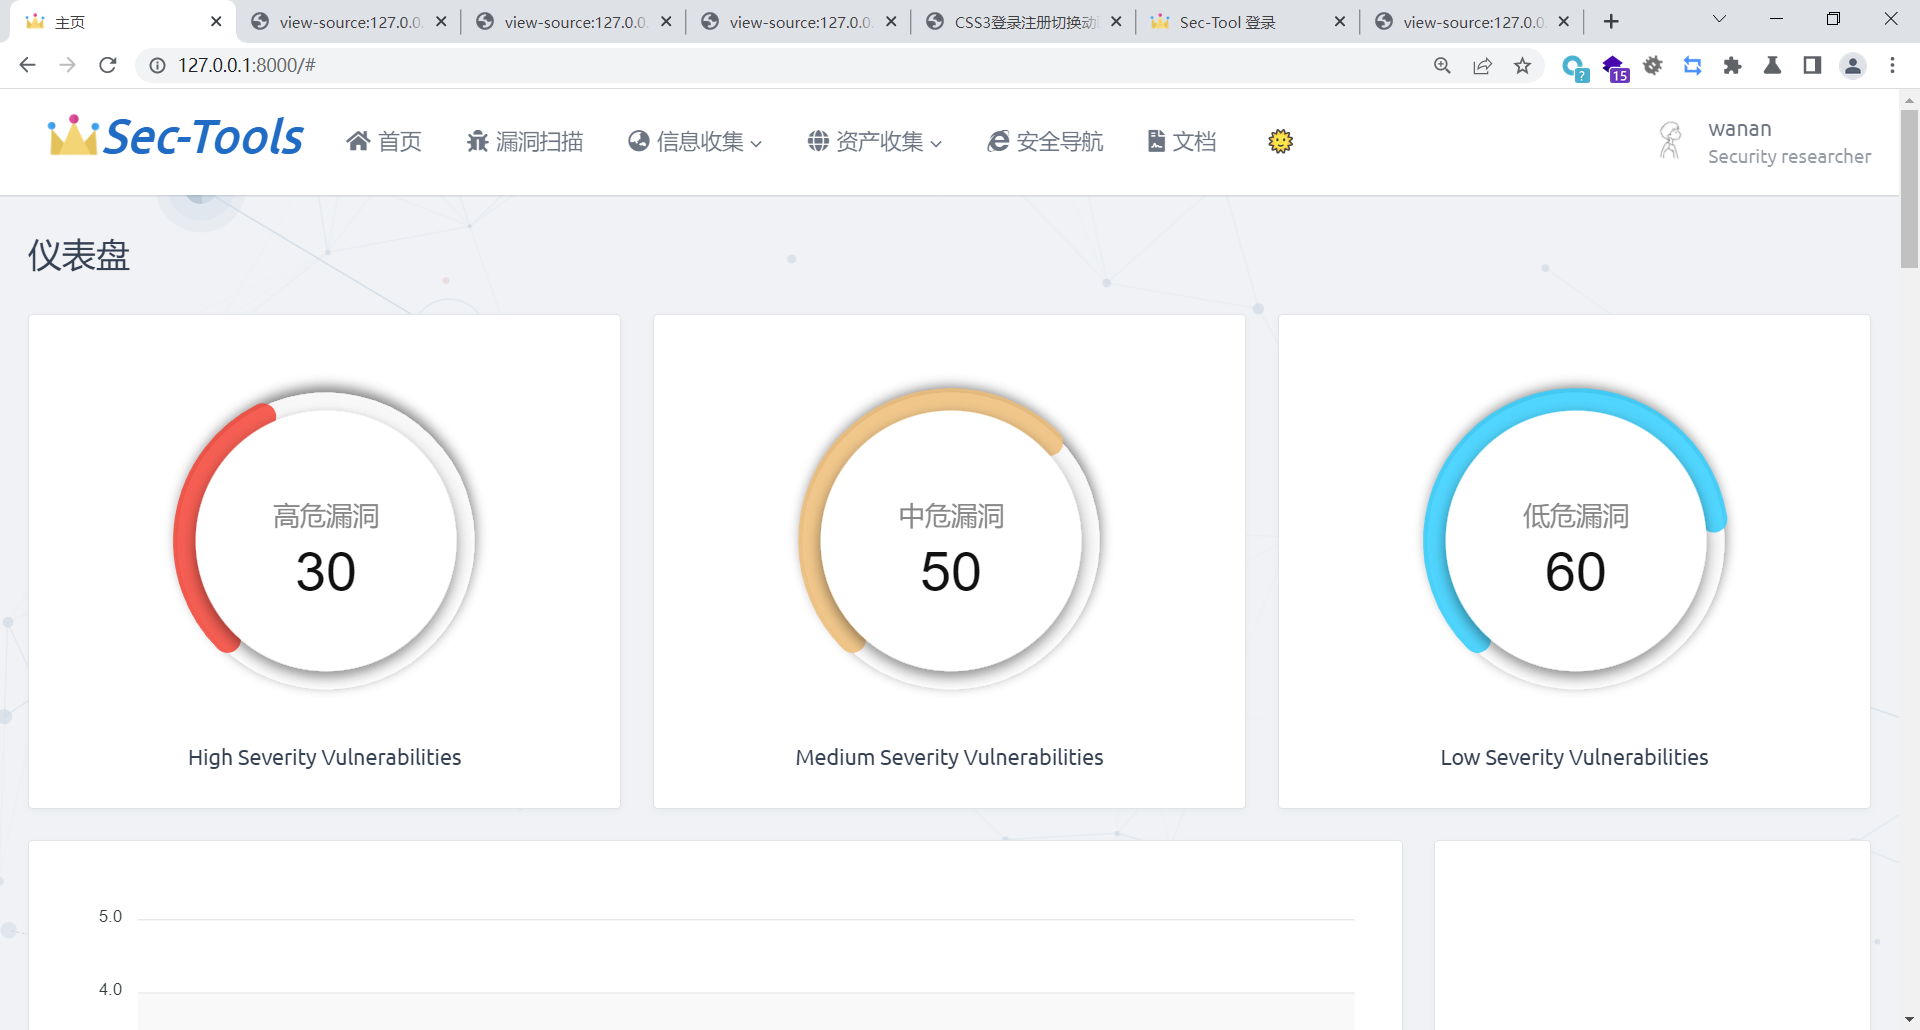 主页
view-source:127.0.0.
view-source:127.0.0.
view-source:127.0.0.
CSS3登录注册切换动
Sec-Tool 登录
view-source:127.0.0.
127.0.0.1:8000/#
?
15
Sec-Tools
首页
漏洞扫描
信息收集
资产收集
安全导航
文档
wanan
Security researcher
仪表盘
高危漏洞
30
High Severity Vulnerabilities
中危漏洞
50
Medium Severity Vulnerabilities
低危漏洞
60
Low Severity Vulnerabilities
5.0
4.0